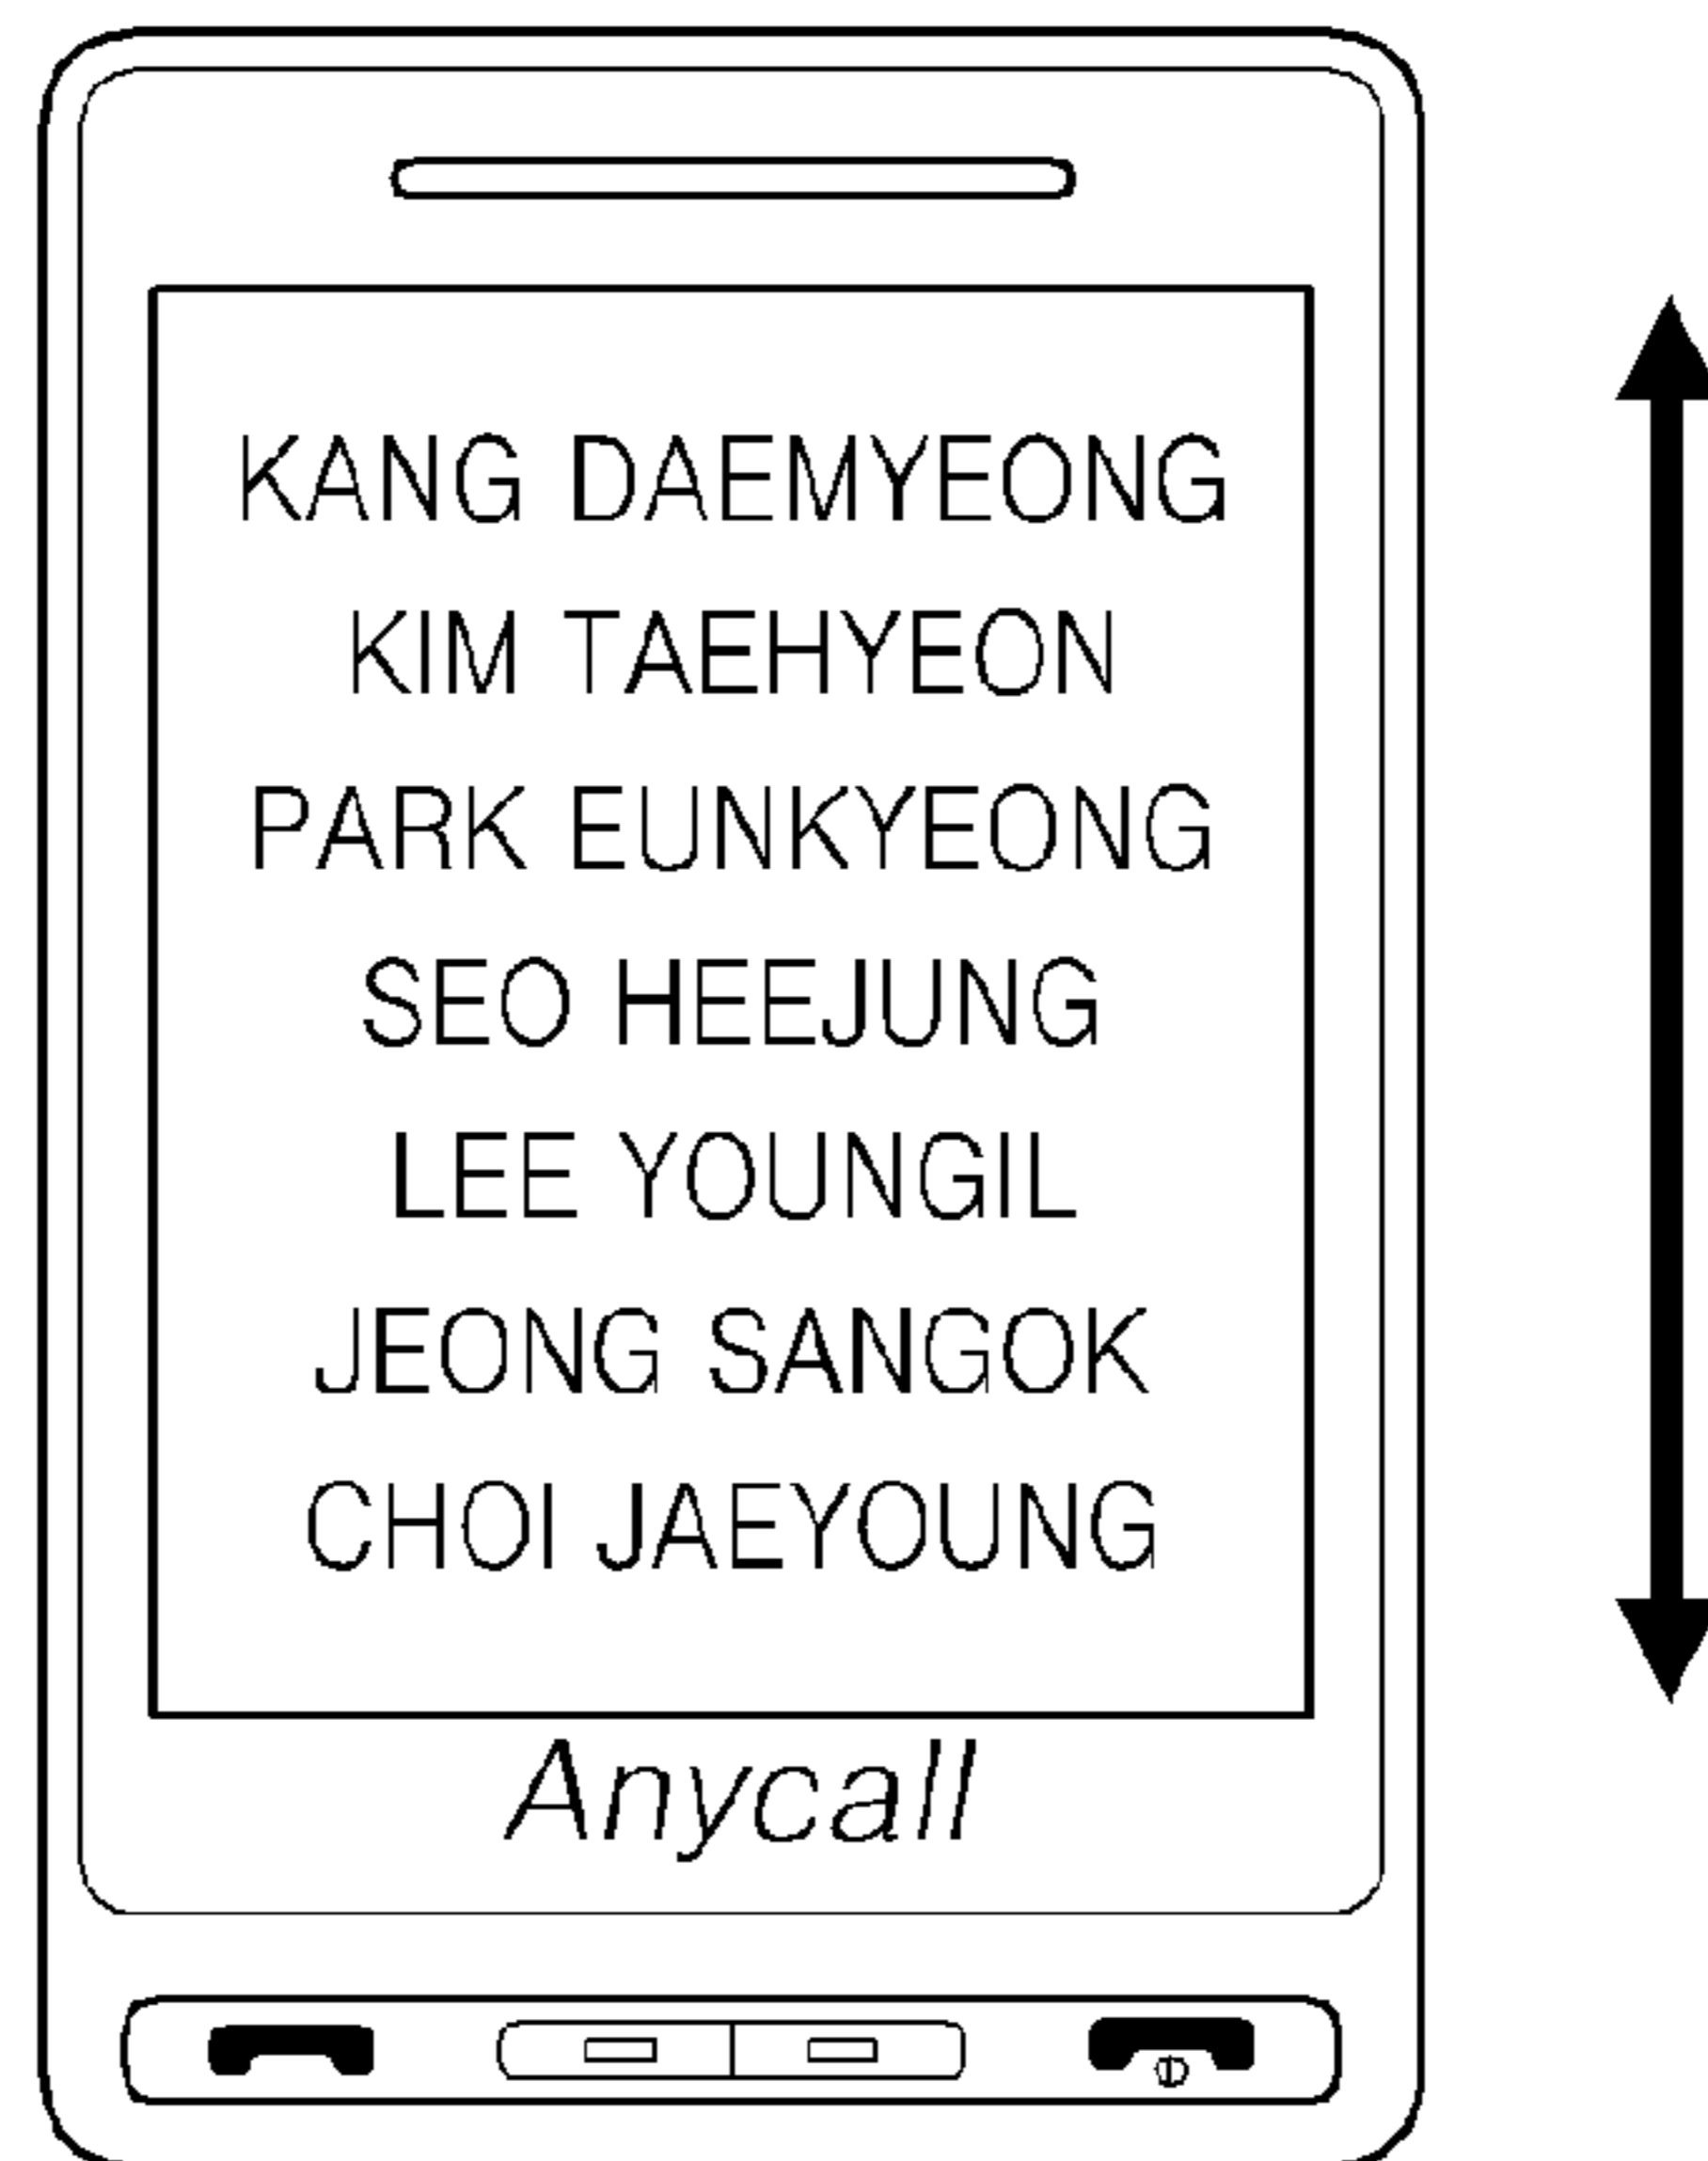 KANG DAEMYEONG
KIM TAEHYEON
PARK EUNKYEONG
SEO HEEJUNG
LEE YOUNGIL
JEONG SANGOK
CHOI JAEYOUNG
Anycall